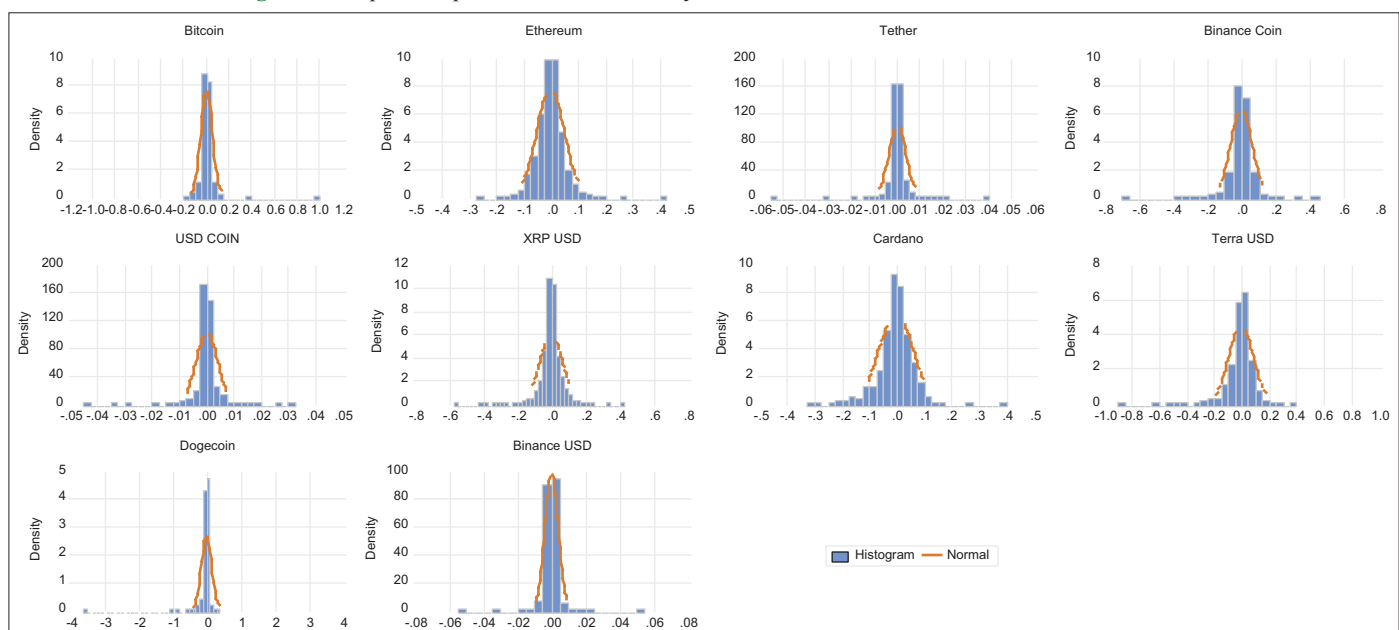 Bitcoin
10
8
6
4
2
0
Density
-1.2-1.0-0.8-0.6-0.4-0.2 0.0 0.2 0.4 0.6 0.8 1.0 1.2
Ethereum
10
8
6
4
2
0
Density
-.5 -.4 -.3 -.2 -.1 .0 .1 .2 .3 .4 .5
Tether
200
160
120
80
40
0
Density
-.06-.05-.04-.03-.02-.01.00.01.02.03.04.05.06
Binance Coin
10
8
6
4
2
0
Density
-.8 -.6 -.4 -.2 .0 .2 .4 .6 .8
USD COIN
200
160
120
80
40
0
Density
-.05 -.04 -.03 -.02 -.01 .00 .01 .02 .03 .04 .05
XRP USD
12
10
8
6
4
2
0
Density
-.8 -.6 -.4 -.2 .0 .2 .4 .6 .8
Cardano
10
8
6
4
2
0
Density
-.5 -.4 -.3 -.2 -.1 .0 .1 .2 .3 .4 .5
Terra USD
8
6
4
2
0
Density
-1.0-0.8 -0.6-0.4 -0.2 0.0 0.2 0.4 0.6 0.8 1.0
Dogecoin
5
4
3
2
1
0
Density
4 -3 -2 -1 0 1 2 3 4
Binance USD
100
80
60
40
20
0
Density
-.08 -.06 -.04 -.02 .00 .02 .04 .06 .08
Histogram Normal